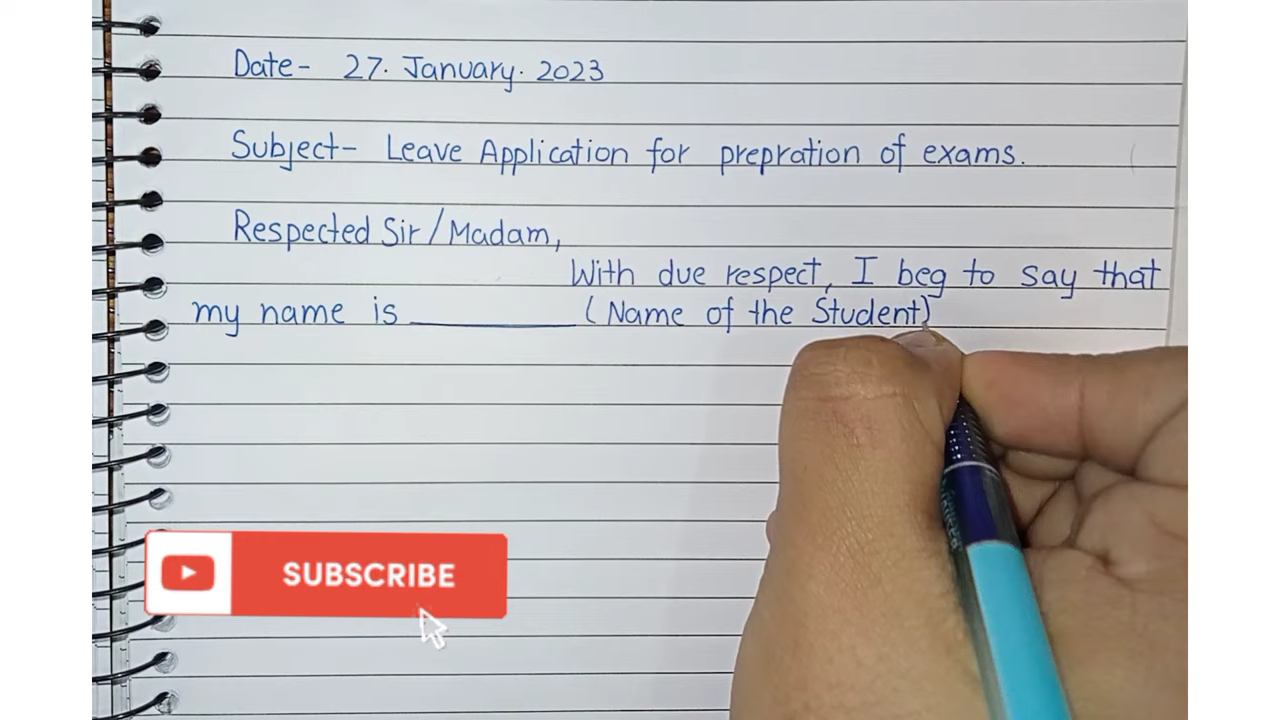 Date- 27. January. 2023
Subject- Leave Application for prepration of exams.
Respected Sir/Madam,
With due respect, I beg to say that
my name is __________ (Name of the Student)
SUBSCRIBE